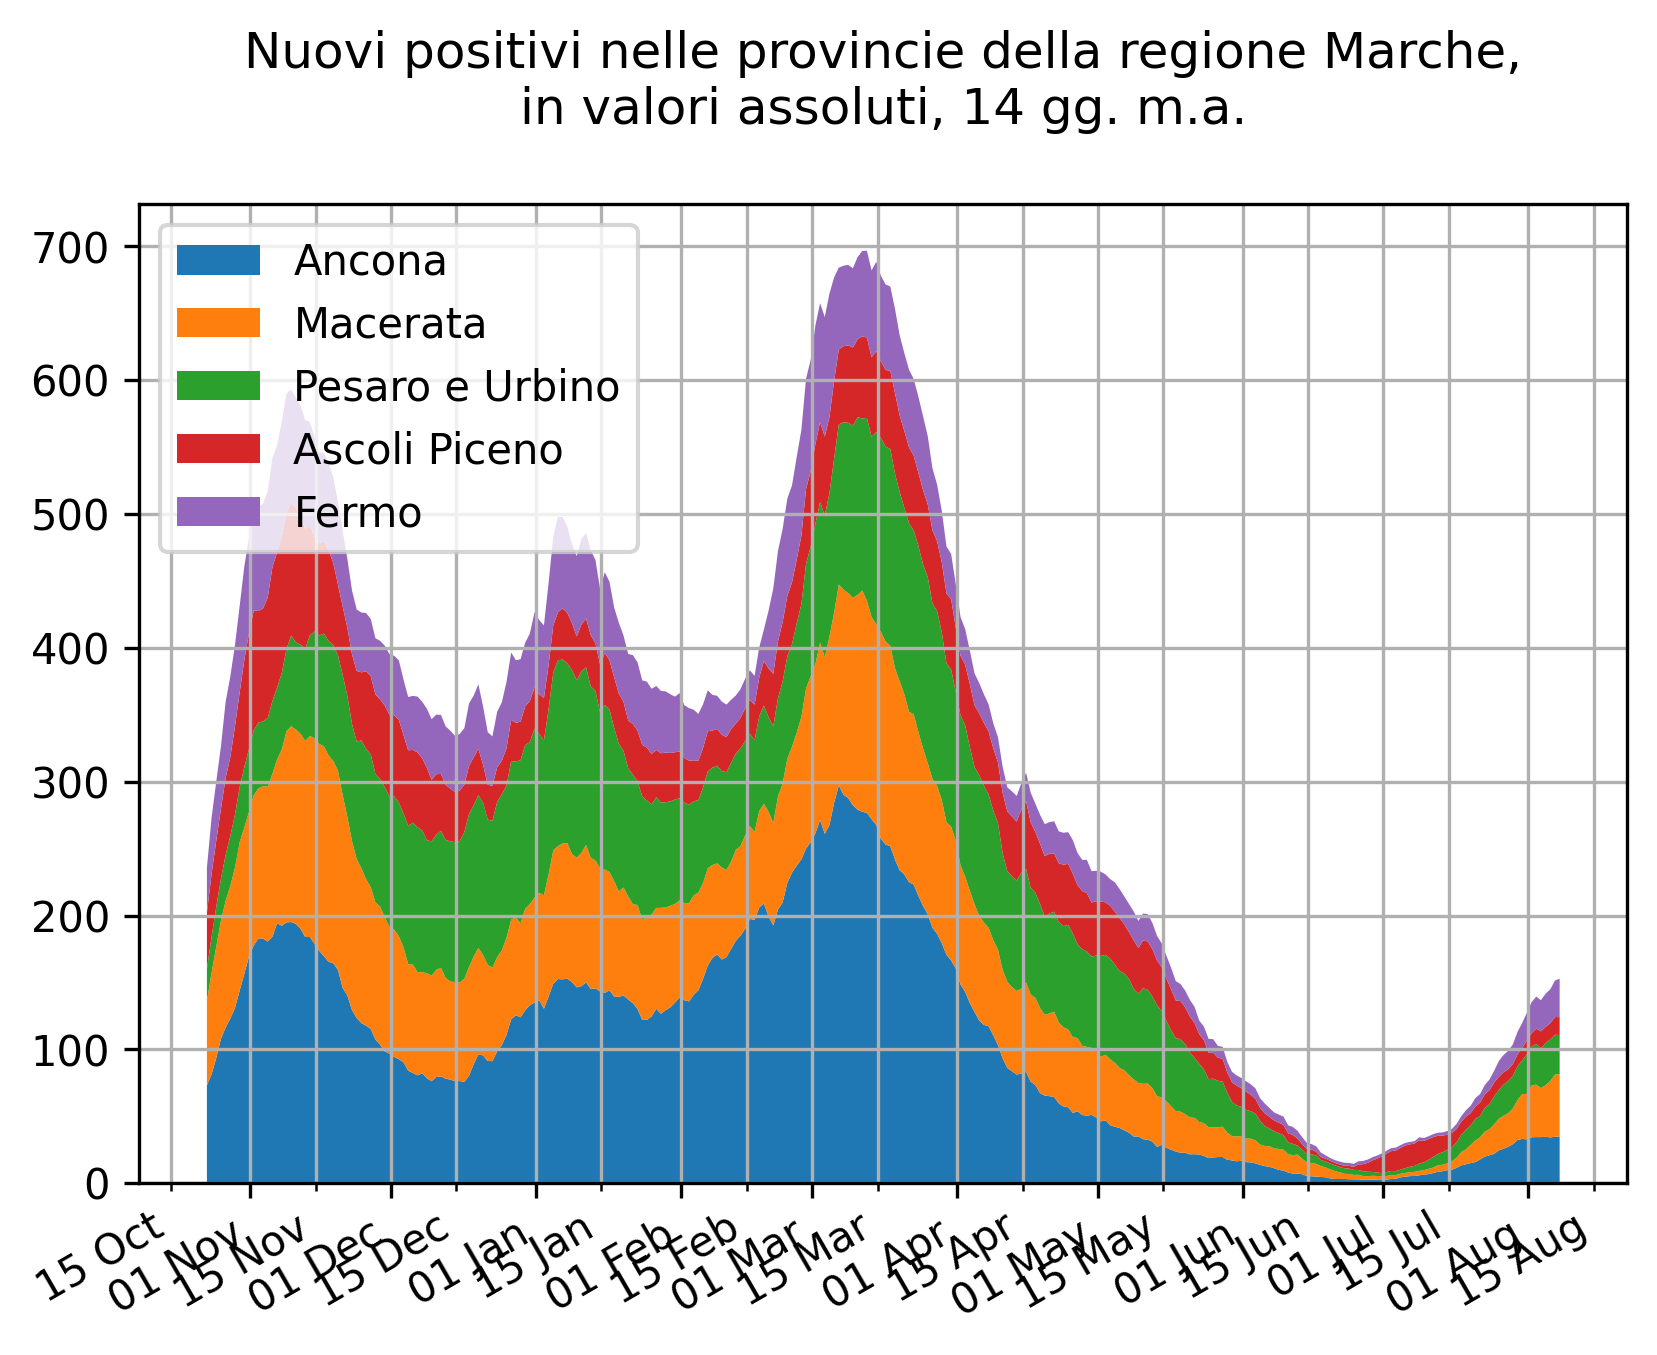 Nuovi positivi nelle provincie della regione Marche,
in valori assoluti, 14 gg. m.a.
700
600
500
400
300
200
100
0
Ancona
Macerata
Pesaro e Urbino
Ascoli Piceno
Fermo
15 Oct
01 Nov
15 Nov
01 Dec
15 Dec
01 Jan
15 Jan
01 Feb
15 Feb
01 Mar
15 Mar
01 Apr
15 Apr
01 May
15 May
01 Jun
15 Jun
01 Jul
15 Jul
01 Aug
15 Aug